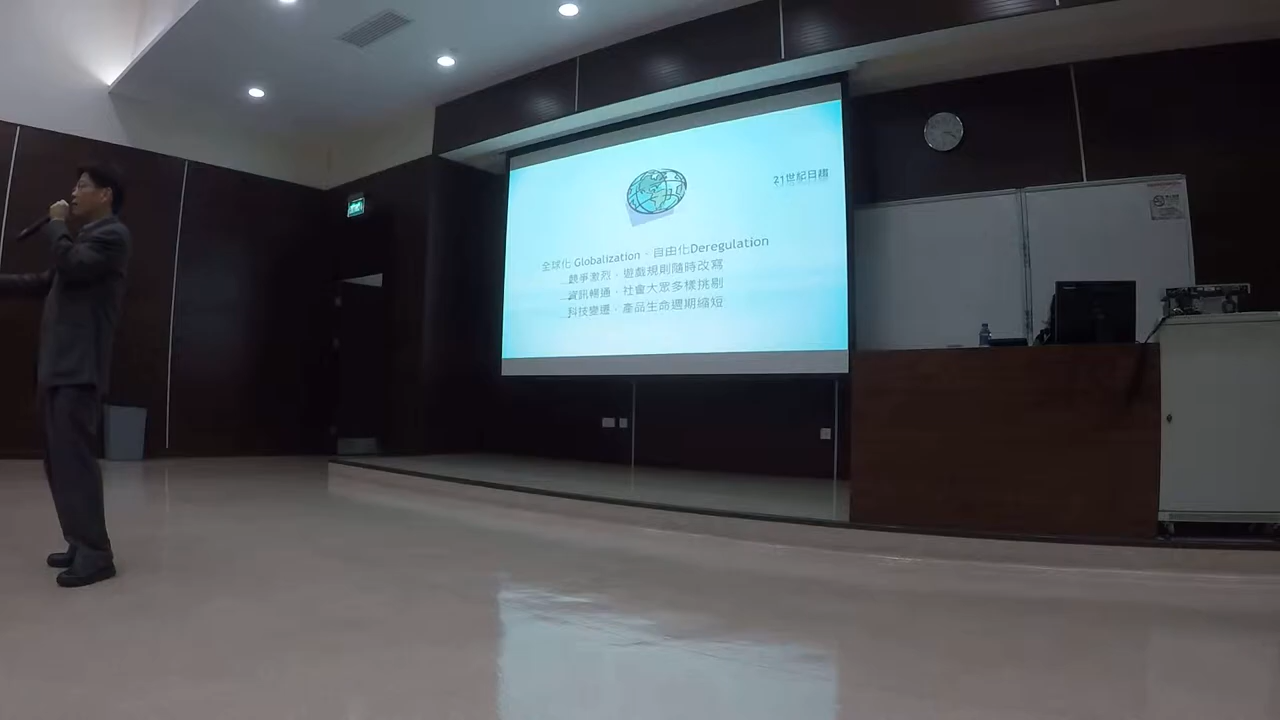 21世紀日趨
全球化 Globalization、自由化Deregulation
競爭激烈，遊戲規則隨時改寫
資訊暢通，社會大眾多樣挑剔
科技變遷，產品生命週期縮短